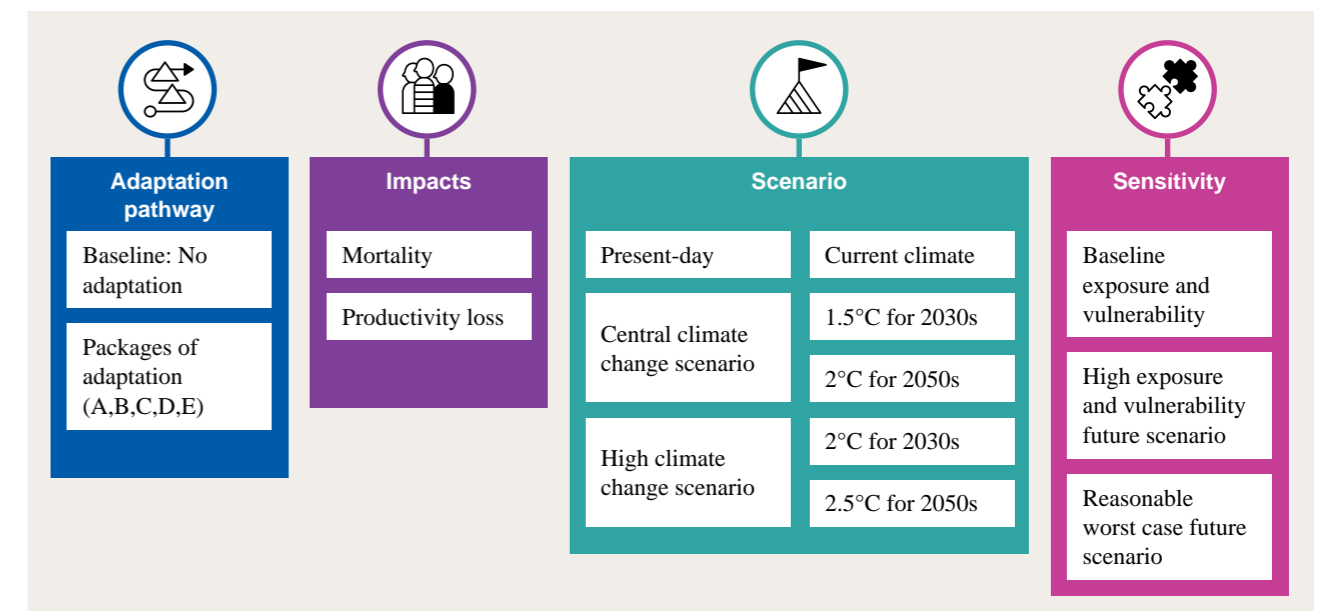 Adaptation
pathway
Baseline: No
adaptation
Packages of
adaptation
(A,B,C,D,E)
Impacts
Mortality
Productivity loss
Scenario
Present-day
Current climate
Central climate
change scenario
1.5°C for 2030s
2°C for 2050s
High climate
change scenario
2°C for 2030s
2.5°C for 2050s
Sensitivity
Baseline
exposure and
vulnerability
High exposure
and vulnerability
future scenario
Reasonable
worst case future
scenario